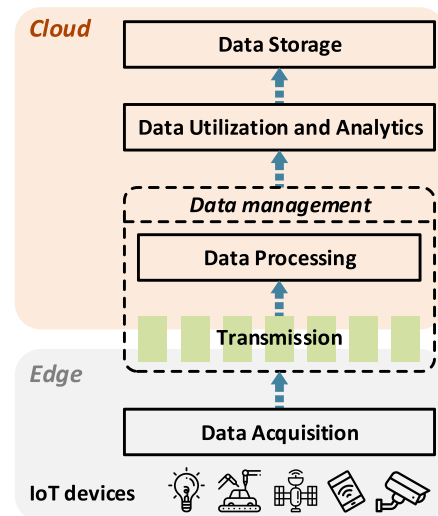 Cloud
Data Storage
Data Utilization and Analytics
Data management
Data Processing
Transmission
Edge
Data Acquisition
IoT devices